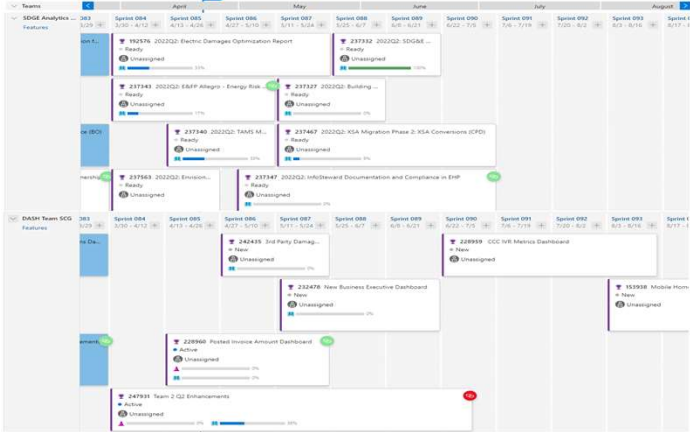 Teams
April
May
June
July
August
SDGE Analytics ...
Features
083
Sprint 084
Sprint 085
Sprint 086
Sprint 087
Sprint 088
Sprint 089
Sprint 090
Sprint 091
Sprint 092
Sprint 093
Sprint
3/30 - 4/12
4/13 - 4/26
4/27 - 5/10
5/11 - 5/24
5/25 - 6/7
6/8 - 6/21
6/22 - 7/5
7/6 - 7/19
7/20 - 8/2
8/3 - 8/16
8/17 -
192576 2022Q2: Electric Damages Optimization Report
Ready
Unassigned
237332 2022Q2: SDG&E ...
Ready
Unassigned
100%
237343 2022Q2: E&FP Allegro - Energy Risk ...
Ready
Unassigned
237327 2022Q2: Building ...
Ready
Unassigned
0%
ce (BCI)
237340 2022Q2: TAMS M...
Ready
Unassigned
237467 2022Q2: XSA Migration Phase 2: XSA Conversions (CPD)
Ready
Unassigned
237563 2022Q2: Envision...
Ready
Unassigned
237347 2022Q2: InfoSteward Documentation and Compliance in EHP
Ready
Unassigned
0%
DASH Team SCG
Features
083
Sprint 084
Sprint 085
Sprint 086
Sprint 087
Sprint 088
Sprint 089
Sprint 090
Sprint 091
Sprint 092
Sprint 093
Sprint
3/30 - 4/12
4/13 - 4/26
4/27 - 5/10
5/11 - 5/24
5/25 - 6/7
6/8 - 6/21
6/22 - 7/5
7/6 - 7/19
7/20 - 8/2
8/3 - 8/16
8/17 -
242435 3rd Party Damag...
New
Unassigned
0%
228959 CCC IVR Metrics Dashboard
New
Unassigned
232478 New Business Executive Dashboard
New
Unassigned
0%
153938 Mobile Hom
New
Unassigned
228960 Posted Invoice Amount Dashboard
Active
Unassigned
0%
0%
247931 Team 2 Q2 Enhancements
Active
Unassigned
0%